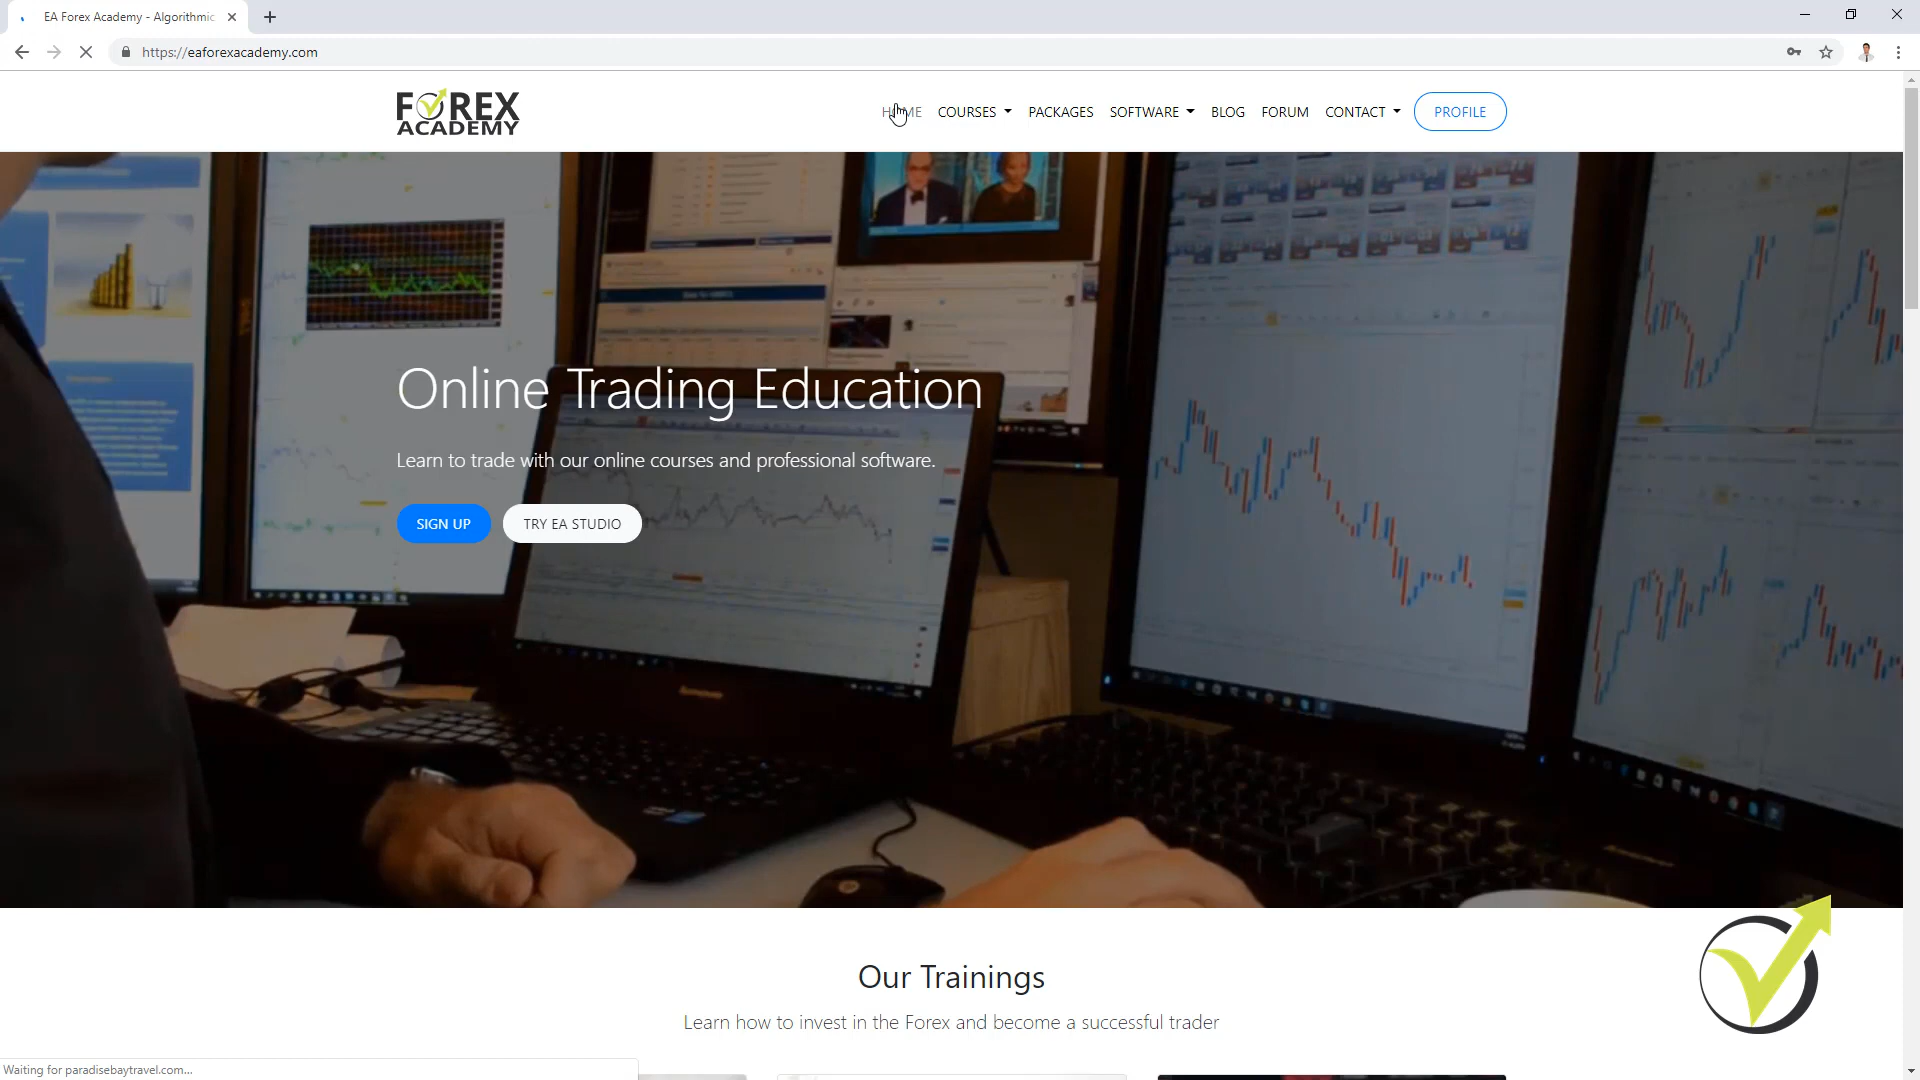 EA Forex Academy - Algorithmic
https://eaforexacademy.com
FOREX
ACADEMY
HOME COURSES PACKAGES SOFTWARE BLOG FORUM CONTACT PROFILE
Online Trading Education
Learn to trade with our online courses and professional software.
SIGN UP TRY EA STUDIO
Our Trainings
Learn how to invest in the Forex and become a successful trader
Waiting for paradisebaytravel.com...